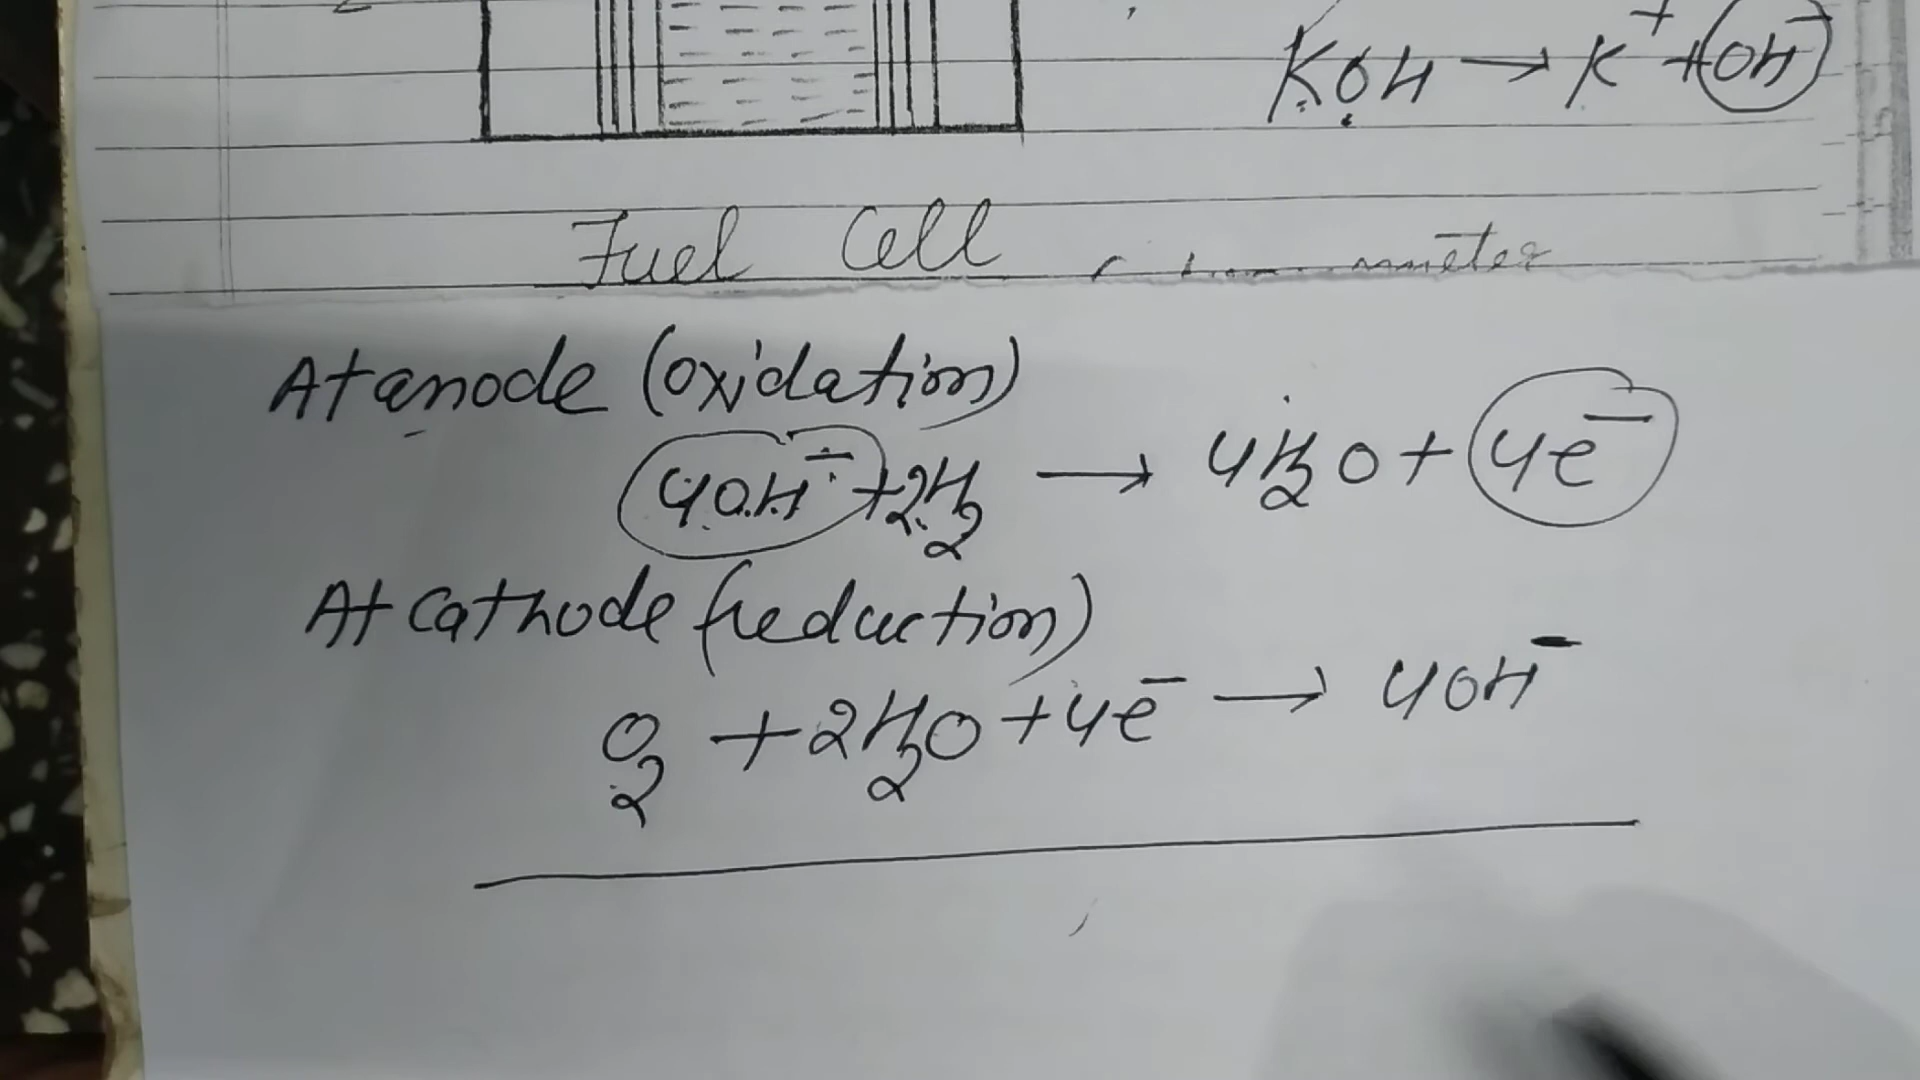 KOH → K⁺ + OH⁻
Fuel Cell
At anode (oxidation)
4OH⁻ + 2H₂ → 4H₂O + 4e⁻
At Cathode (reduction)
O₂ + 2H₂O + 4e⁻ → 4OH⁻